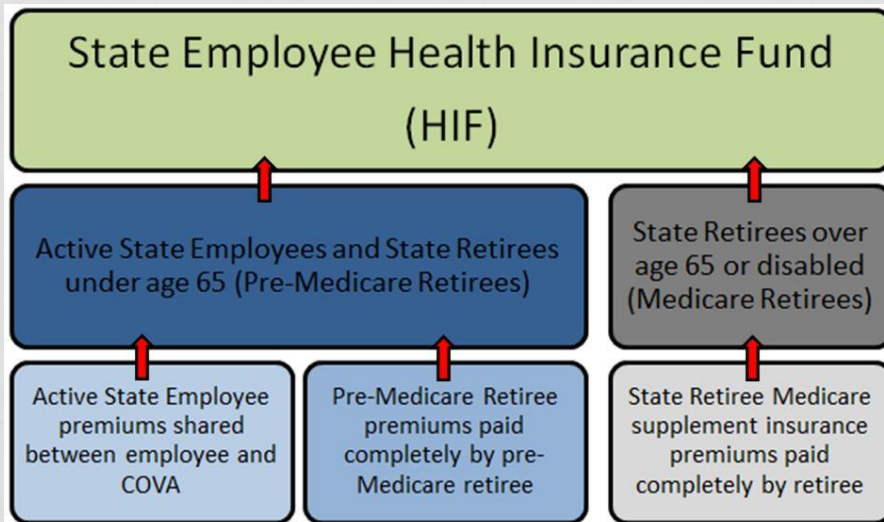 State Employee Health Insurance Fund
(HIF)
Active State Employees and State Retirees
under age 65 (Pre-Medicare Retirees)
State Retirees over
age 65 or disabled
(Medicare Retirees)
Active State Employee
premiums shared
between employee and
COVA
Pre-Medicare Retiree
premiums paid
completely by pre-
Medicare retiree
State Retiree Medicare
supplement insurance
premiums paid
completely by retiree